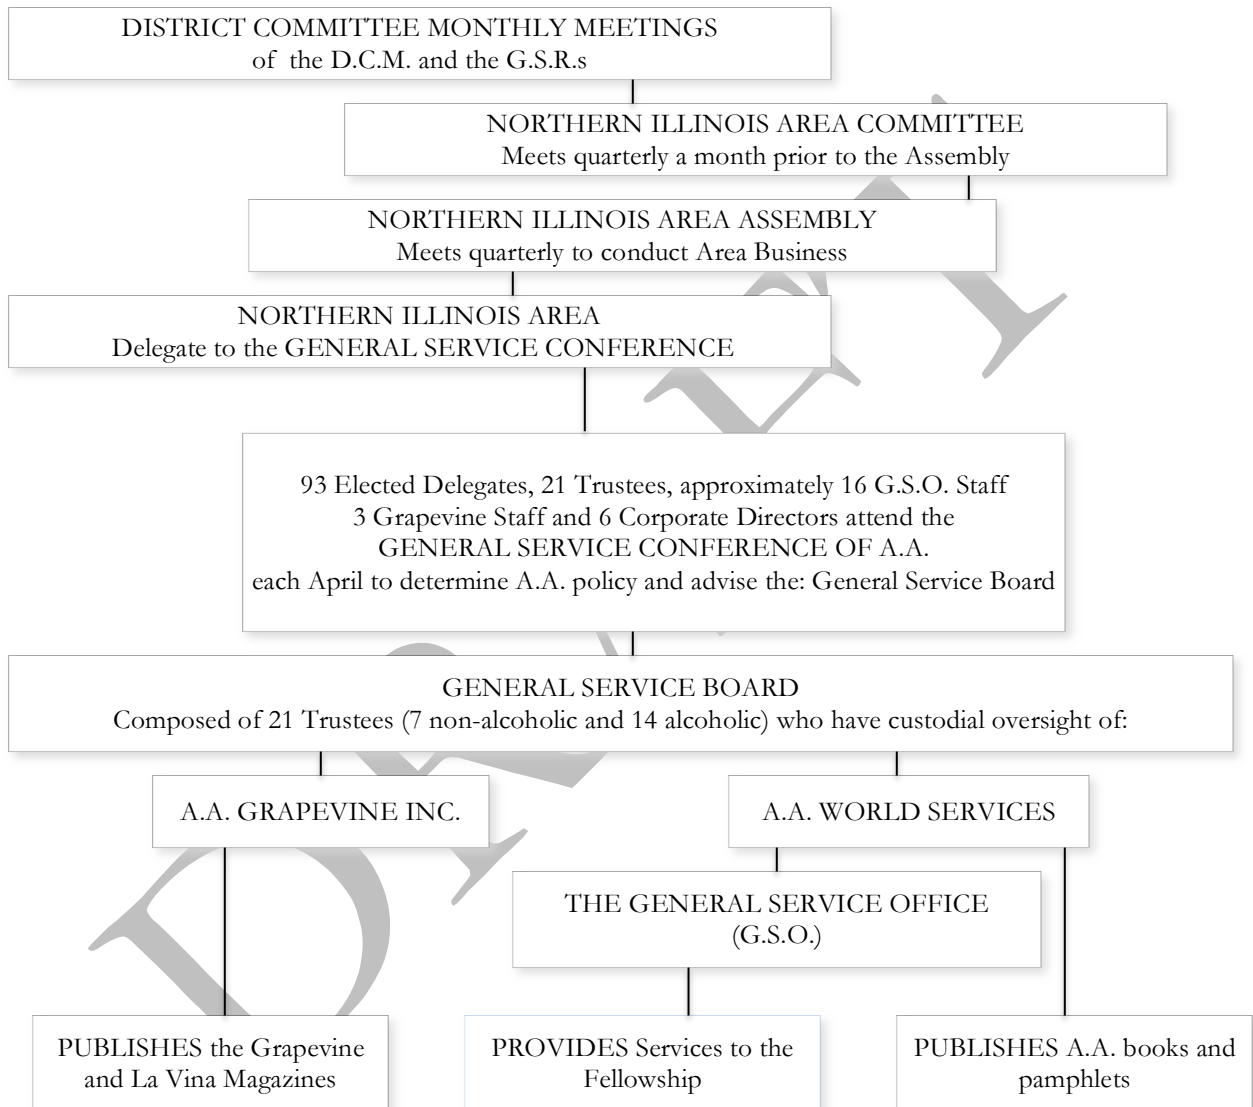 DISTRICT COMMITTEE MONTHLY MEETINGS
of the D.C.M. and the G.S.R.s
NORTHERN ILLINOIS AREA COMMITTEE
Meets quarterly a month prior to the Assembly
NORTHERN ILLINOIS AREA ASSEMBLY
Meets quarterly to conduct Area Business
NORTHERN ILLINOIS AREA
Delegate to the GENERAL SERVICE CONFERENCE
93 Elected Delegates, 21 Trustees, approximately 16 G.S.O. Staff
3 Grapevine Staff and 6 Corporate Directors attend the
GENERAL SERVICE CONFERENCE OF A.A.
each April to determine A.A. policy and advise the: General Service Board
GENERAL SERVICE BOARD
Composed of 21 Trustees (7 non-alcoholic and 14 alcoholic) who have custodial oversight of:
A.A. GRAPEVINE INC.
A.A. WORLD SERVICES
THE GENERAL SERVICE OFFICE
(G.S.O.)
PUBLISHES the Grapevine
and La Vina Magazines
PROVIDES Services to the
Fellowship
PUBLISHES A.A. books and
pamphlets